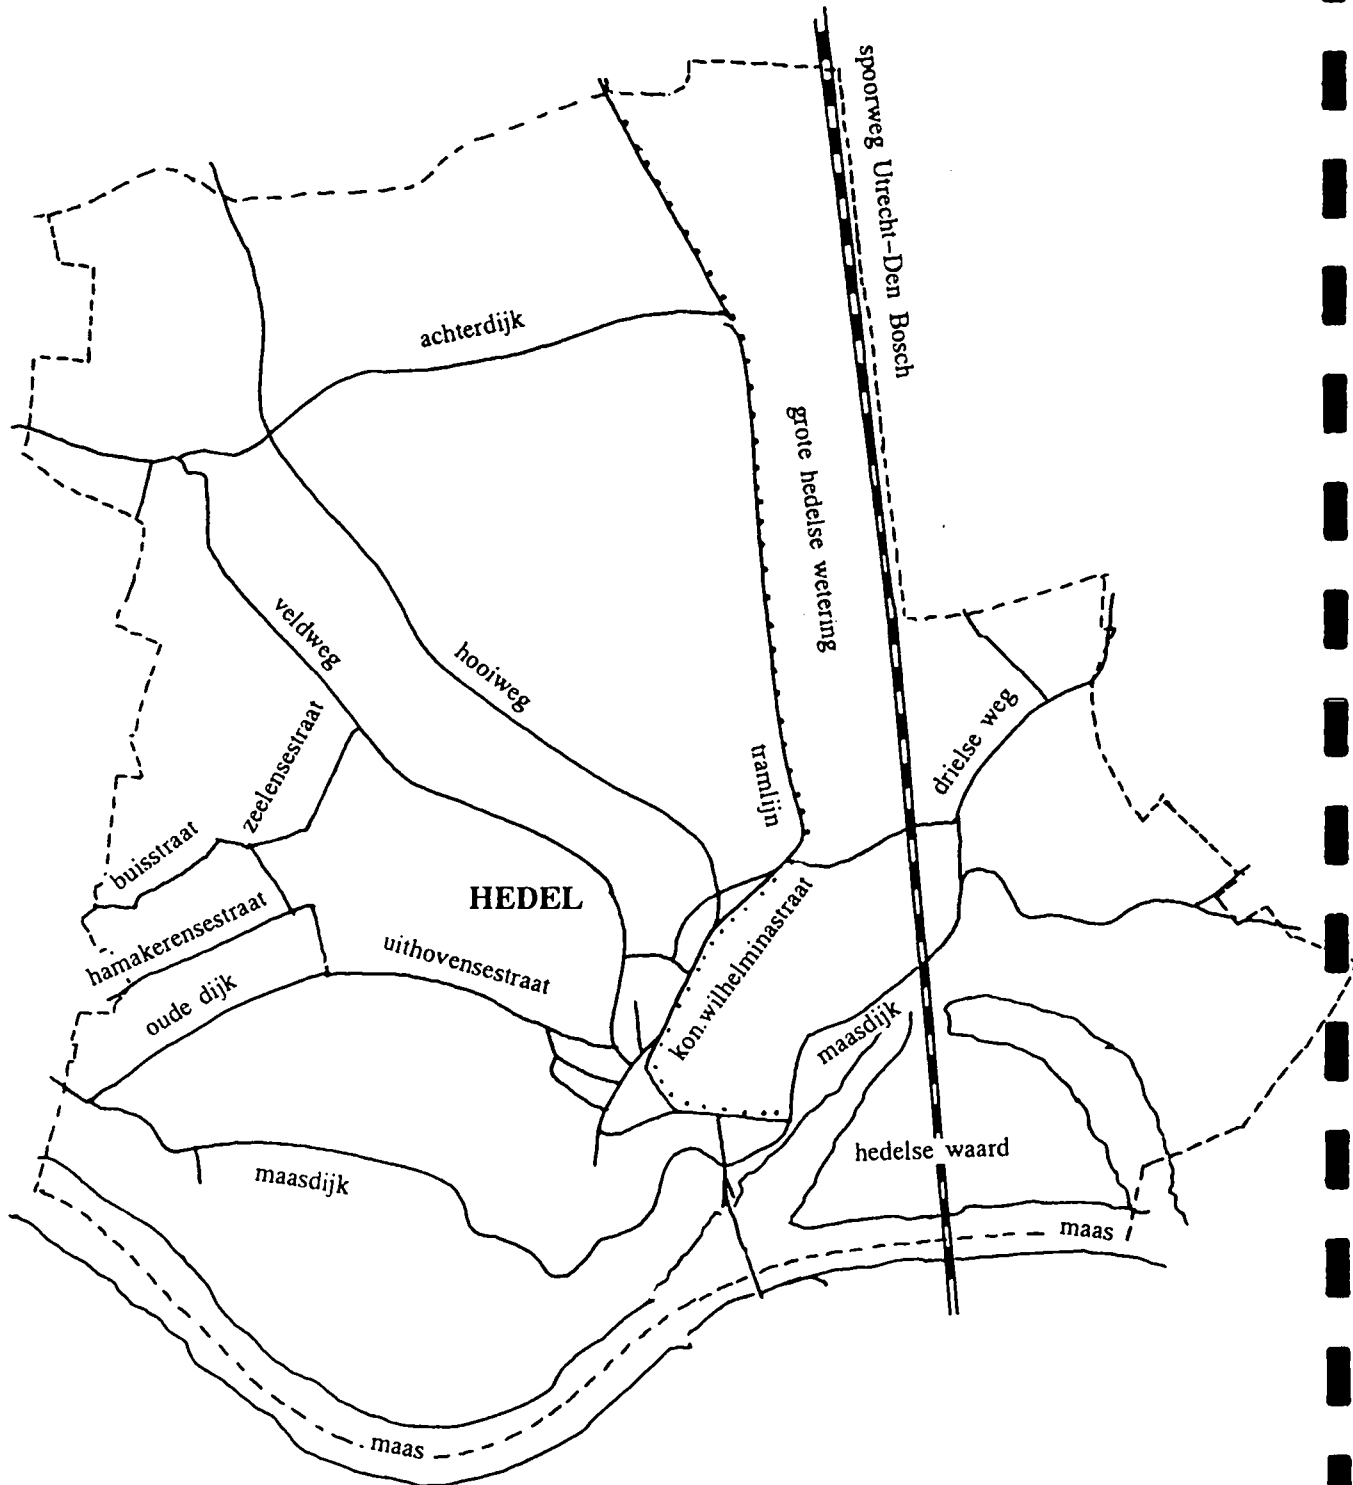 spoorweg Utrecht-Den Bosch
achterdijk
grote hedelse wetering
veldweg
hooiweg
zeelensestraat
drielse weg
tramlijn
buisstraat
HEDEL
hamakerensestraat
kon.wilhelminastraat
uithovensestraat
oude dijk
maasdijk
hedelse waard
maasdijk
maas
maas